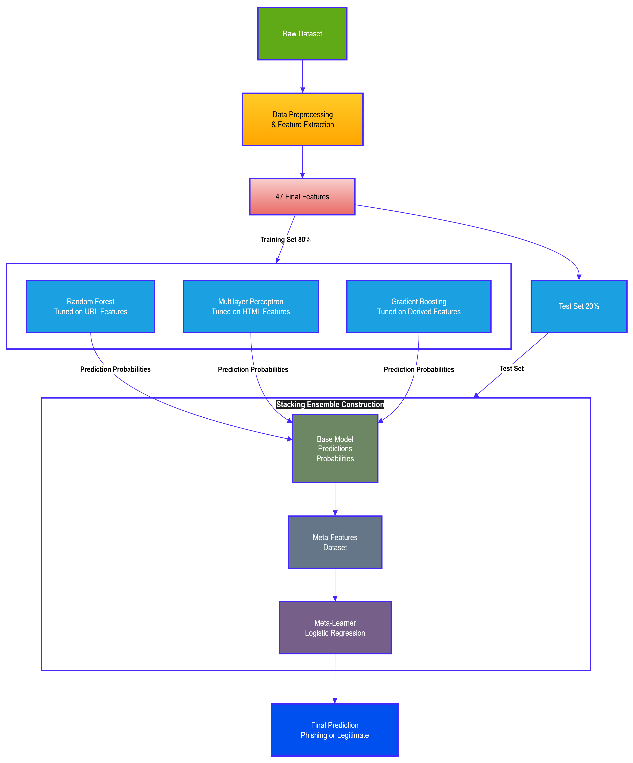 Raw Dataset
Data Preprocessing
& Feature Extraction
47 Final Features
Training Set 80%
Random Forest
Tuned on URL Features
Multilayer Perceptron
Tuned on HTML Features
Gradient Boosting
Tuned on Derived Features
Test Set 20%
Prediction Probabilities
Prediction Probabilities
Prediction Probabilities
Test Set
Stacking Ensemble Construction
Base Model
Predictions
Probabilities
Meta Features
Dataset
Meta-Learner
Logistic Regression
Final Prediction
Phishing or Legitimate